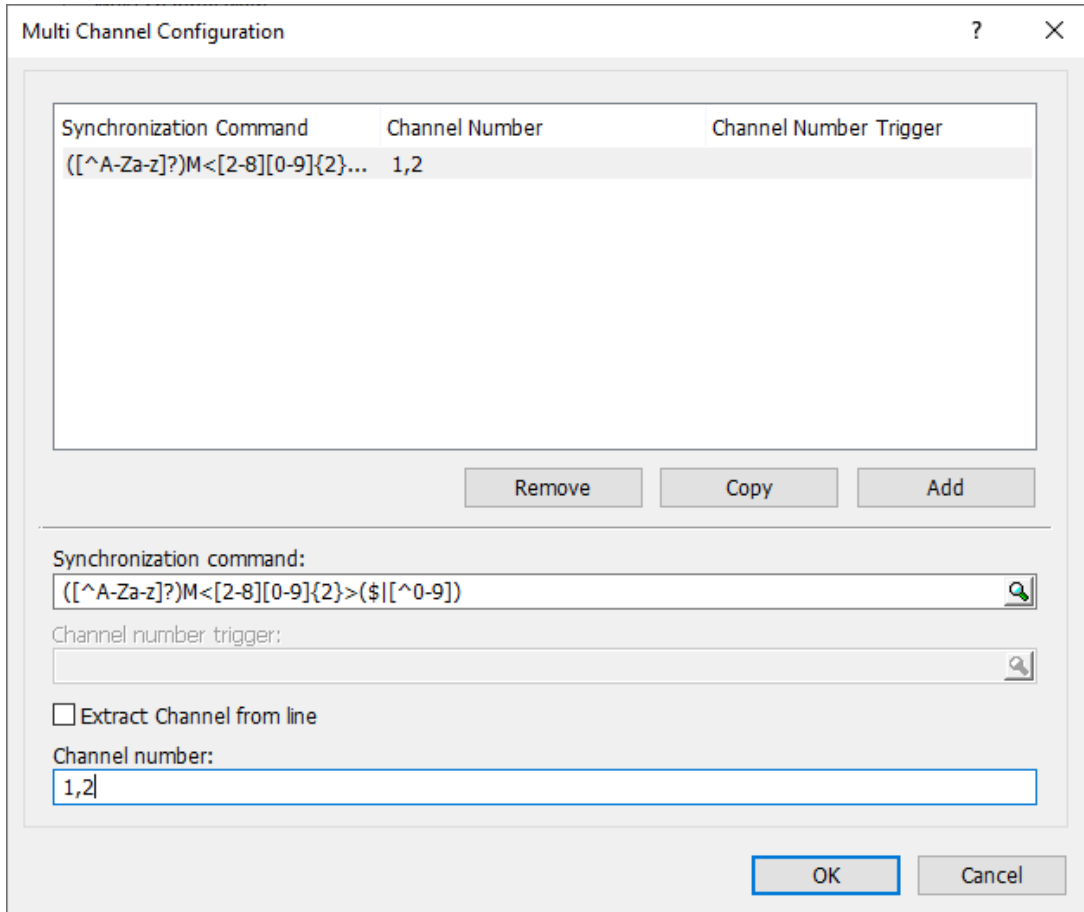 Multi Channel Configuration ?
Synchronization Command Channel Number Channel Number Trigger
([^A-Za-z]?)M<[2-8][0-9]{2}... 1,2
Remove Copy Add
Synchronization command:
([^A-Za-z]?)M<[2-8][0-9]{2}>($|[^0-9])
Channel number trigger:
Extract Channel from line
Channel number:
1,2
OK Cancel